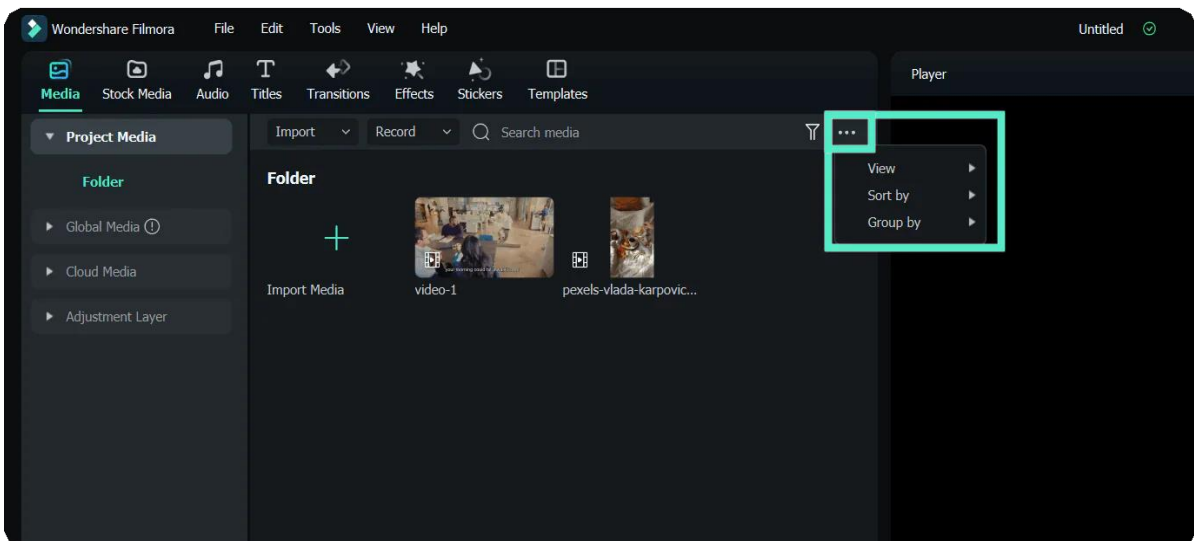 Wondershare Filmora File Edit Tools View Help Untitled
Media Stock Media Audio Titles Transitions Effects Stickers Templates
Player
Project Media
Import Record Search media
Folder
Global Media
Cloud Media
Adjustment Layer
Folder
Import Media video-1 pexels-vlada-karpovic...
View
Sort by
Group by